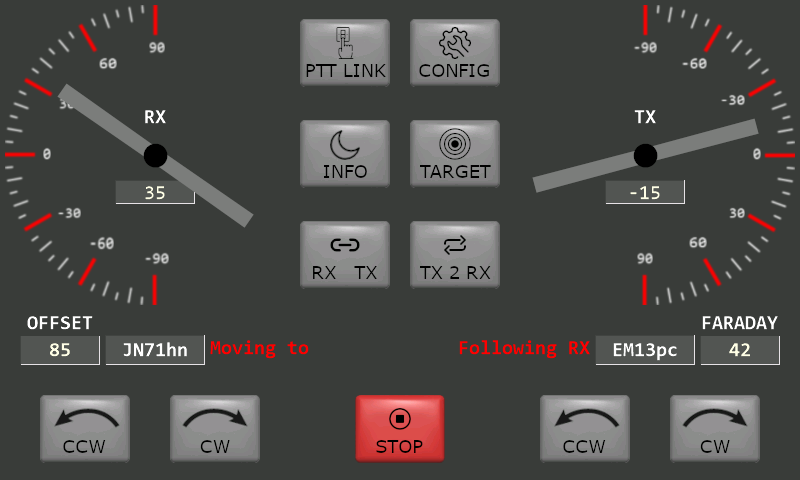 90
60
30
0
-30
-60
-90
RX
35
PTT LINK
CONFIG
INFO
TARGET
RX TX
TX 2 RX
-90
-60
-30
0
30
60
90
TX
-15
OFFSET
FARADAY
85 JN71hn Moving to
Following RX EM13pc 42
CCW
CW
STOP
CCW
CW